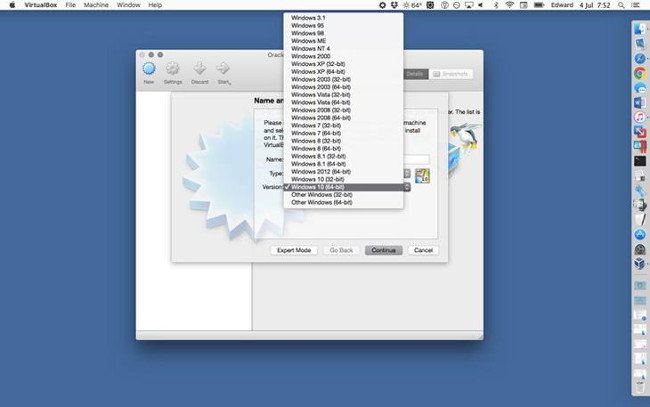 VirtualBox File Machine Window Help 64° Edward 4 Jul 7:52
Oracle
New Settings Discard Start Details Snapshots
Windows 3.1
Windows 95
Windows 98
Windows ME
Windows NT 4
Windows 2000
Windows XP (32-bit)
Windows XP (64-bit)
Windows 2003 (32-bit)
Windows 2003 (64-bit)
Windows Vista (32-bit)
Windows Vista (64-bit)
Windows 2008 (32-bit)
Windows 2008 (64-bit)
Windows 7 (32-bit)
Windows 7 (64-bit)
Windows 8 (32-bit)
Windows 8 (64-bit)
Windows 8.1 (32-bit)
Windows 8.1 (64-bit)
Windows 2012 (64-bit)
Windows 10 (32-bit)
Windows 10 (64-bit)
Other Windows (32-bit)
Other Windows (64-bit)
Name an
The list is
Please machine
and sel install
on it. Th
Virtual
Name:
Type:
Version:
Expert Mode Go Back Continue Cancel